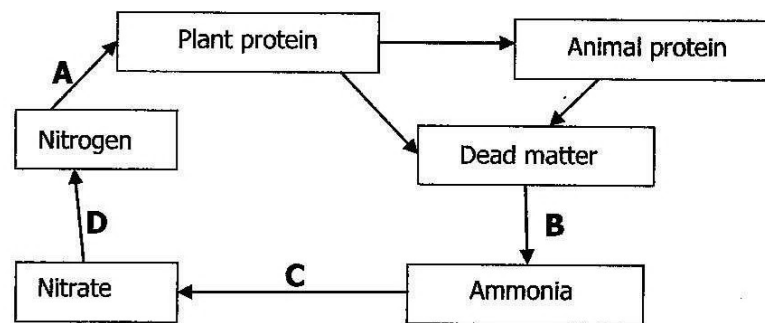 Plant protein
Animal protein
A
Nitrogen
Dead matter
D
B
Nitrate
C
Ammonia